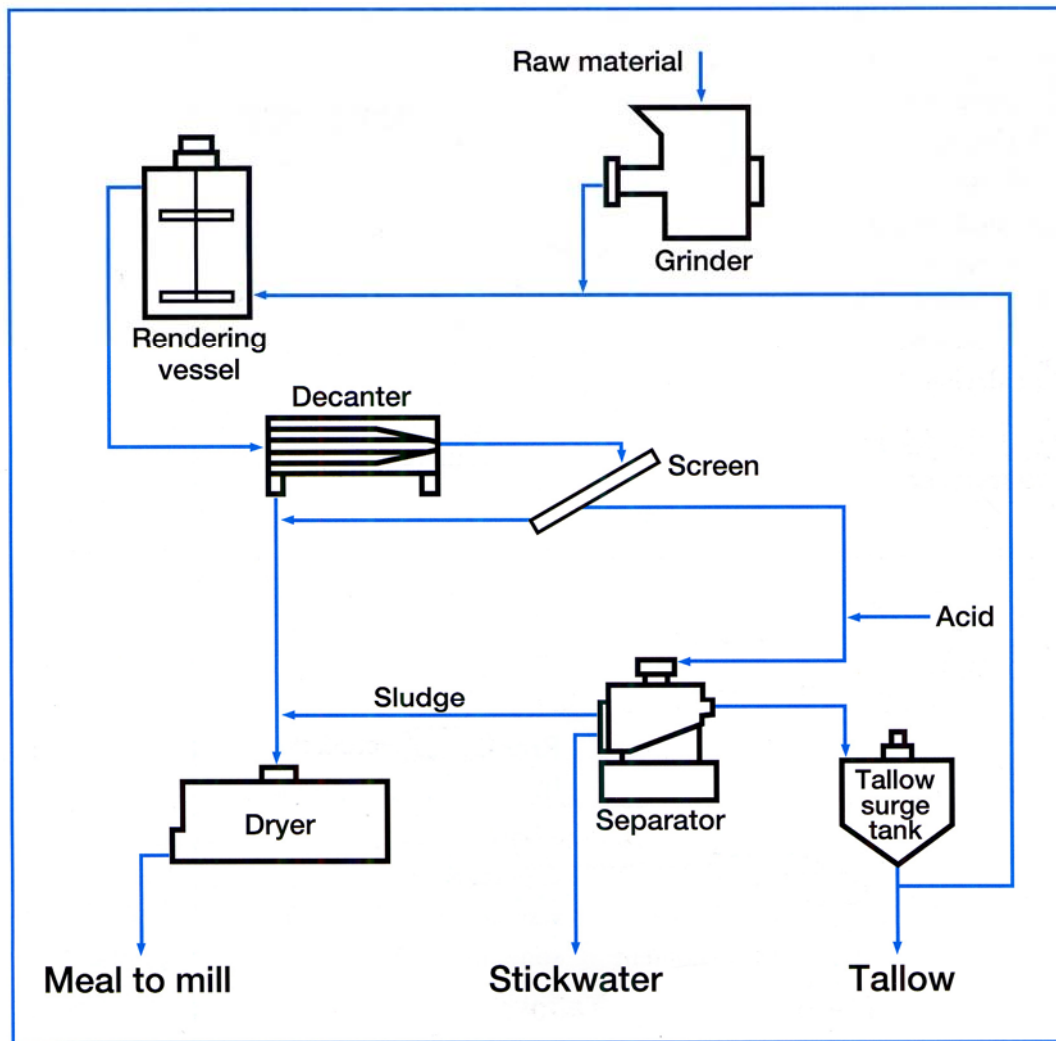 Raw material
Grinder
Rendering
vessel
Decanter
Screen
Acid
Sludge
Separator
Tallow
surge
tank
Dryer
Meal to mill
Stickwater
Tallow